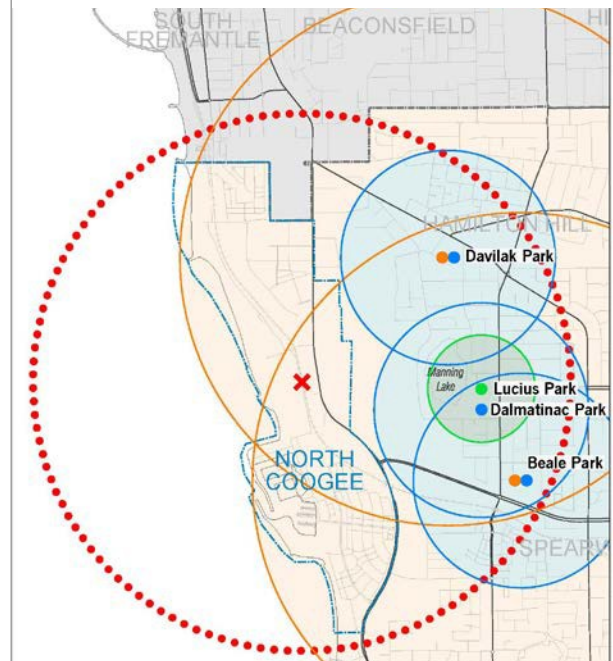 SOUTH
FREMANTLE
BEACONSFIELD
HAMILTON HILL
Davilak Park
Manning
Lake
Lucius Park
Dalmatinac Park
Beale Park
NORTH
COOGEE